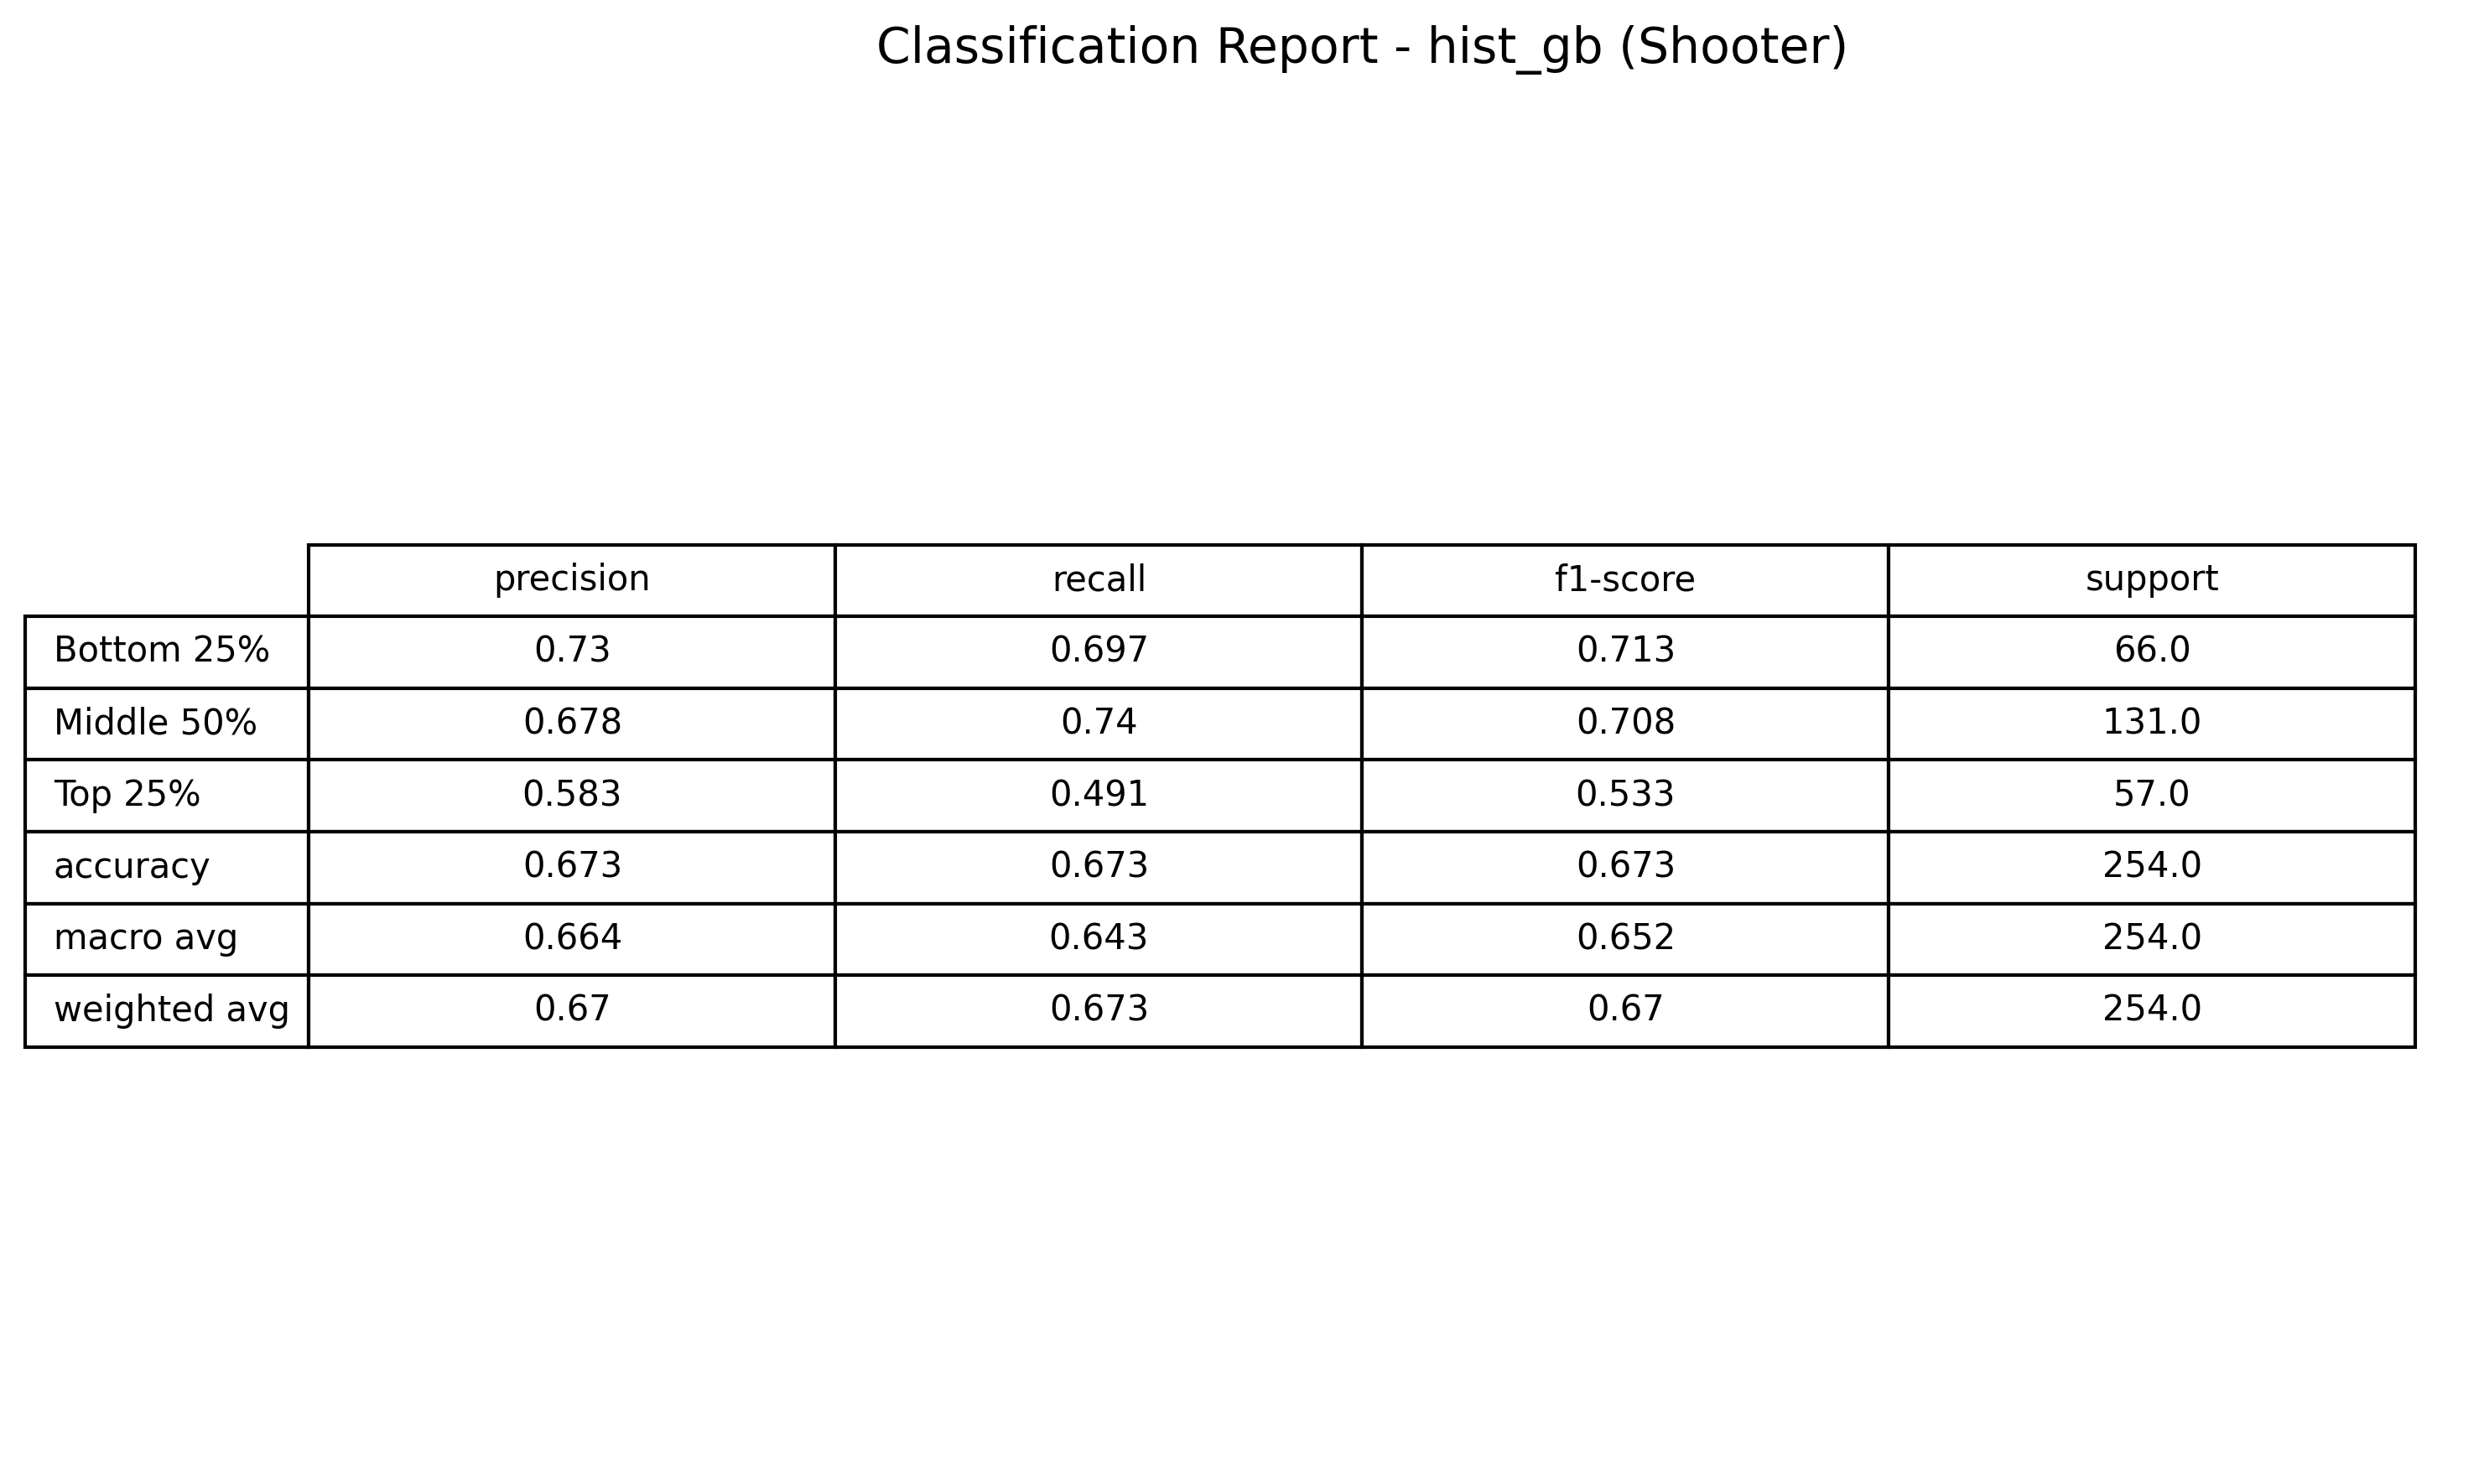 Classification Report - hist_gb (Shooter)
precision recall f1-score support
Bottom 25% 0.73 0.697 0.713 66.0
Middle 50% 0.678 0.74 0.708 131.0
Top 25% 0.583 0.491 0.533 57.0
accuracy 0.673 0.673 0.673 254.0
macro avg 0.664 0.643 0.652 254.0
weighted avg 0.67 0.673 0.67 254.0